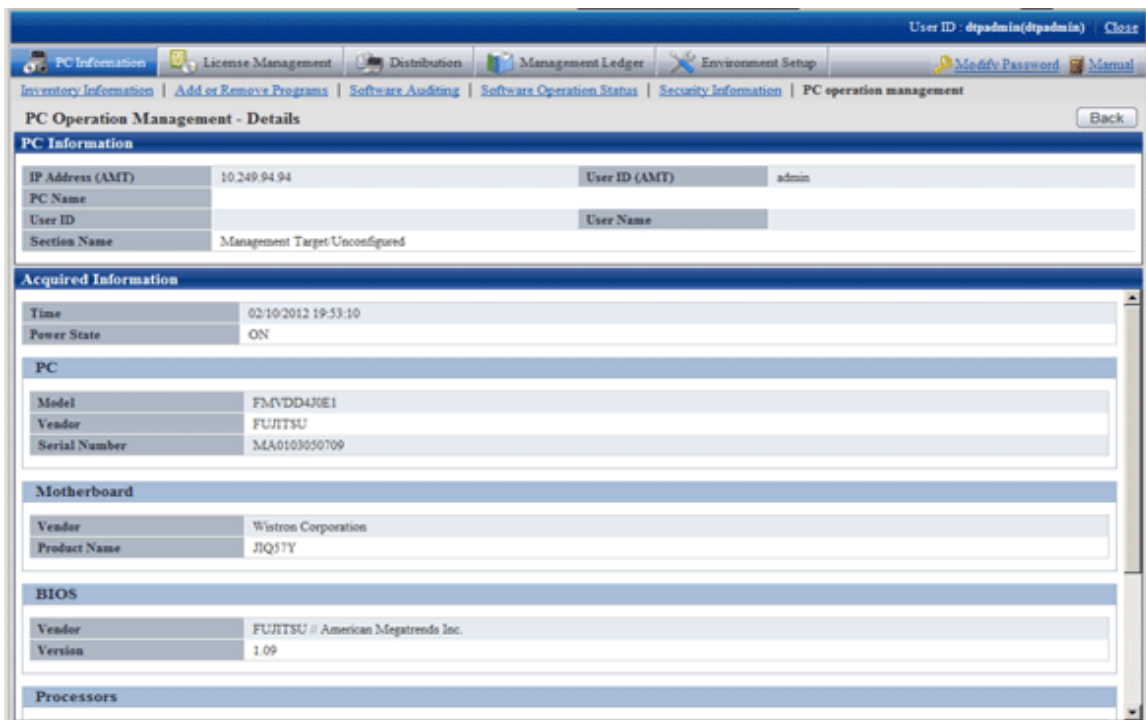 User ID : dtpadmin(dtpadmin) | Close
PC Information License Management Distribution Management Ledger Environment Setup Modify Password Manual
Inventory Information | Add or Remove Programs | Software Auditing | Software Operation Status | Security Information | PC operation management
PC Operation Management - Details Back
PC Information
IP Address (AMT) 10.249.94.94 User ID (AMT) admin
PC Name
User ID User Name
Section Name Management Target/Unconfigured
Acquired Information
Time 02/10/2012 19:53:10
Power State ON
PC
Model FMVDD4J0E1
Vendor FUJITSU
Serial Number MA0103050709
Motherboard
Vendor Wistron Corporation
Product Name JIQ57Y
BIOS
Vendor FUJITSU // American Megatrends Inc.
Version 1.09
Processors